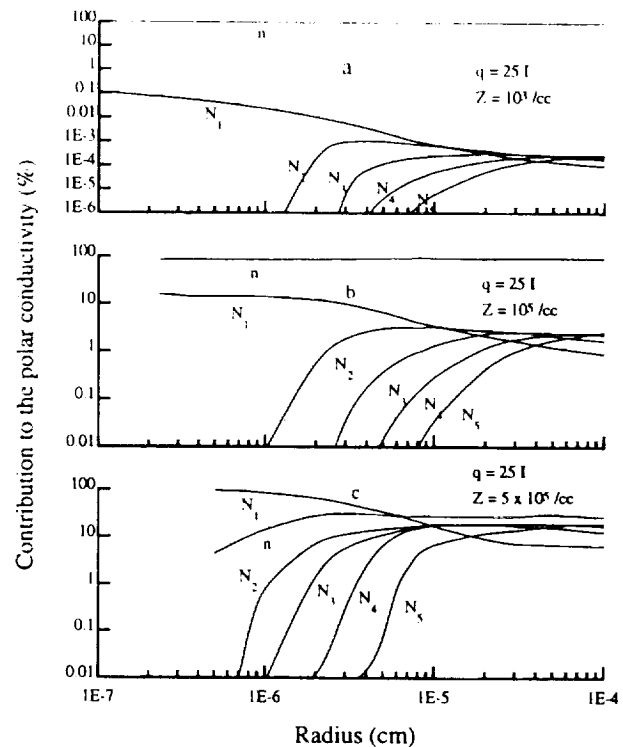 Contribution to the polar conductivity (%)
100
10
1
0.1
0.01
1E-3
1E-4
1E-5
1E-6
n
a
q = 25 I
Z = 10³/cc
N₁
N₃
N₄
100
10
1
0.1
0.01
n
b
q = 25 I
Z = 10⁵/cc
N₁
N₂
N₃
N₄
N₅
100
10
1
0.1
0.01
c
q = 25 I
Z = 5 x 10⁵/cc
N₁
n
N₂
N₃
N₄
N₅
1E-7
1E-6
1E-5
1E-4
Radius (cm)